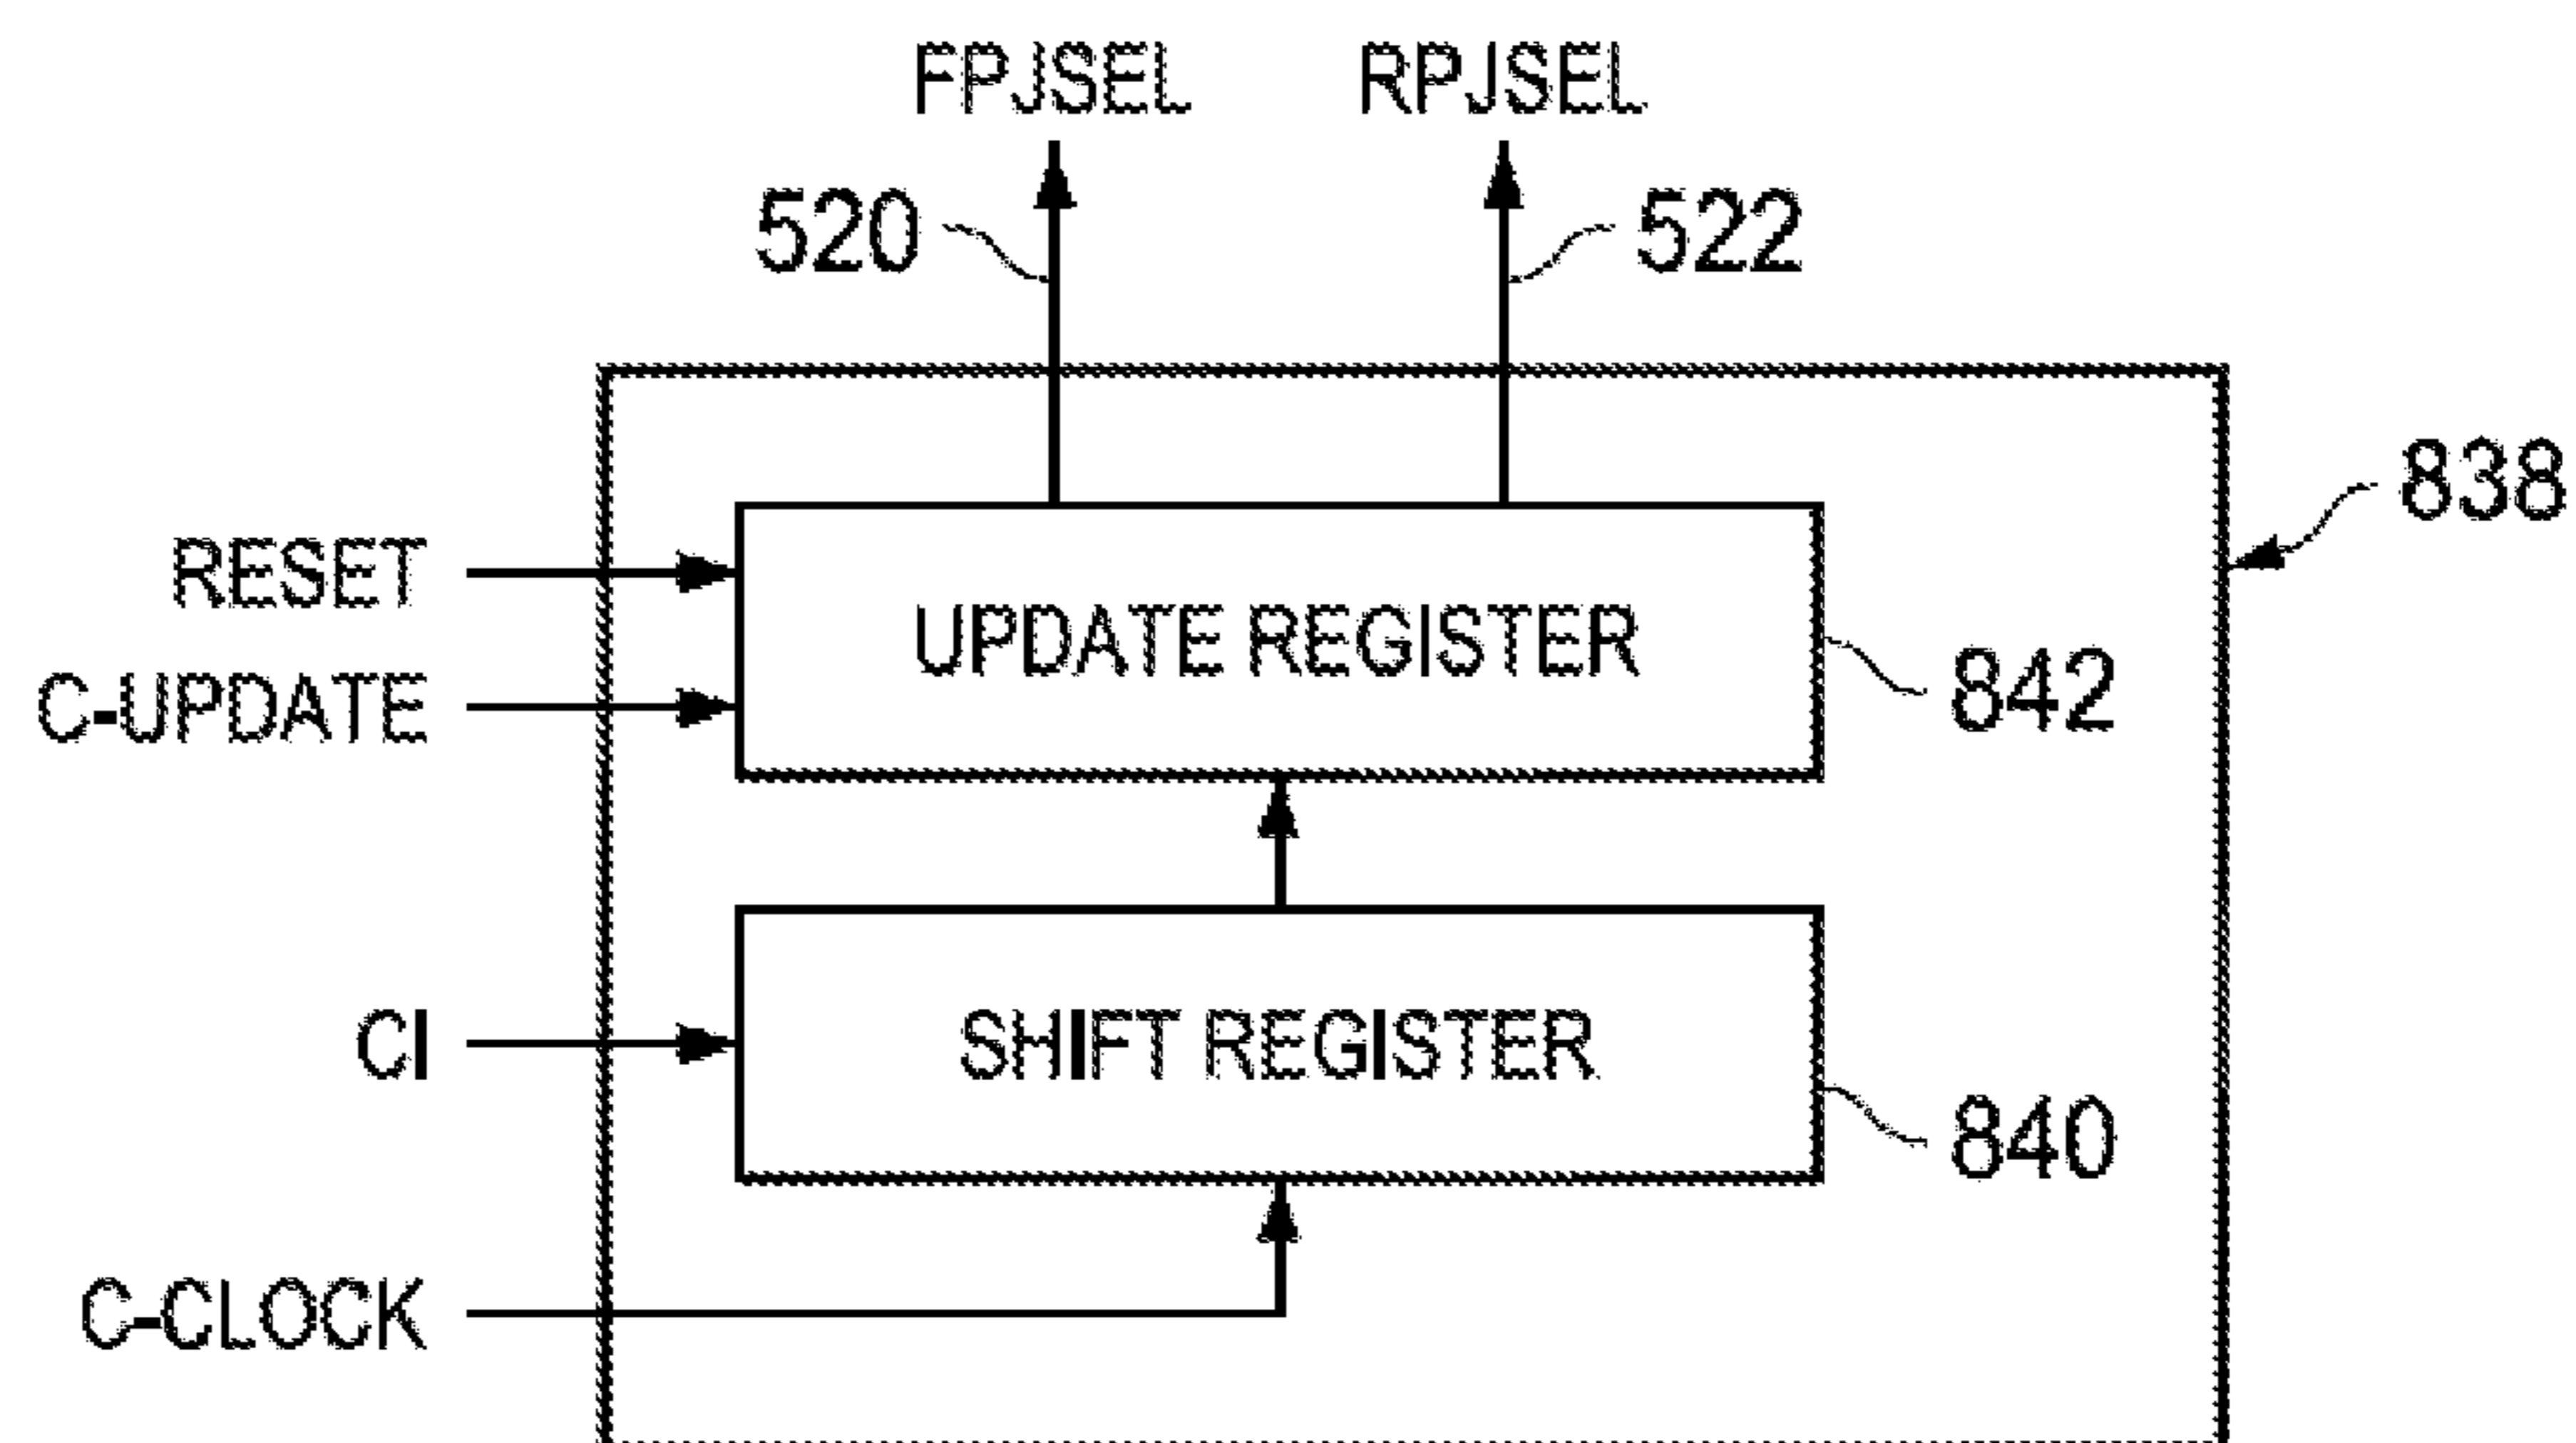 FPJSEL RPJSEL
520 522
838
RESET
UPDATE REGISTER
C-UPDATE 842
CI SHIFT REGISTER
840
C-CLOCK